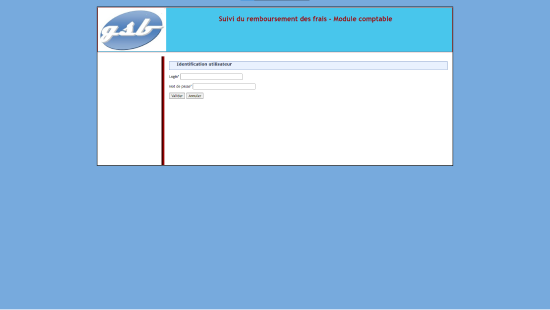 gsb
Suivi du remboursement des frais - Module comptable
Identification utilisateur
Login*
Mot de passe*
Valider Annuler